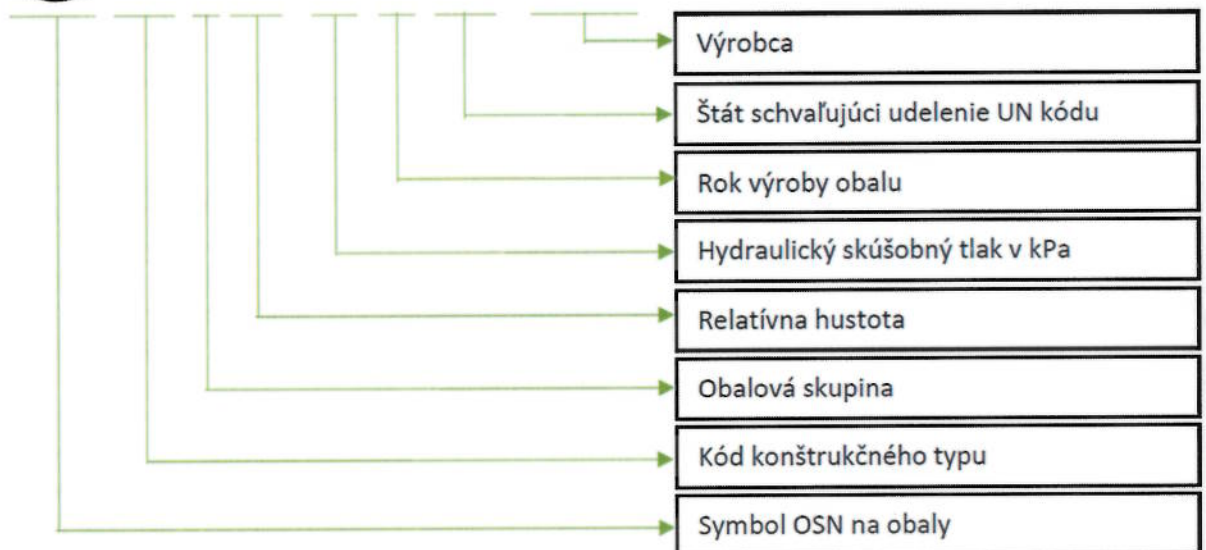 Výrobca
Štát schvaľujúci udelenie UN kódu
Rok výroby obalu
Hydraulický skúšobný tlak v kPa
Relatívna hustota
Obalová skupina
Kód konštrukčného typu
Symbol OSN na obaly